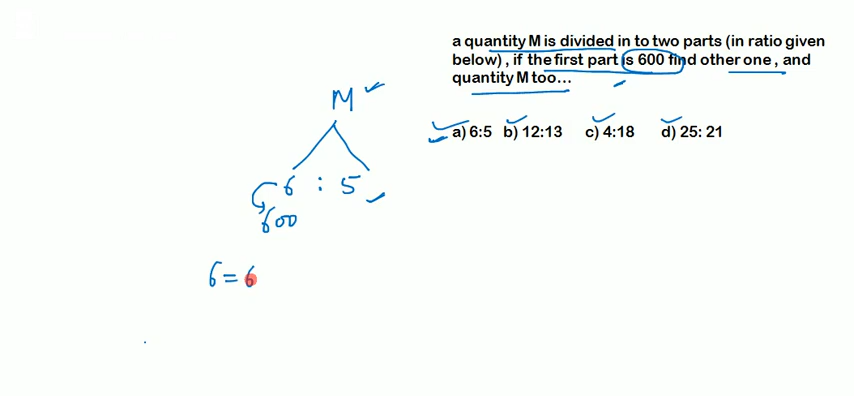 a quantity M is divided in to two parts (in ratio given
below) , if the first part is 600 find other one , and
quantity M too...
a) 6:5 b) 12:13 c) 4:18 d) 25: 21
M
6 : 5
600
6 = 6